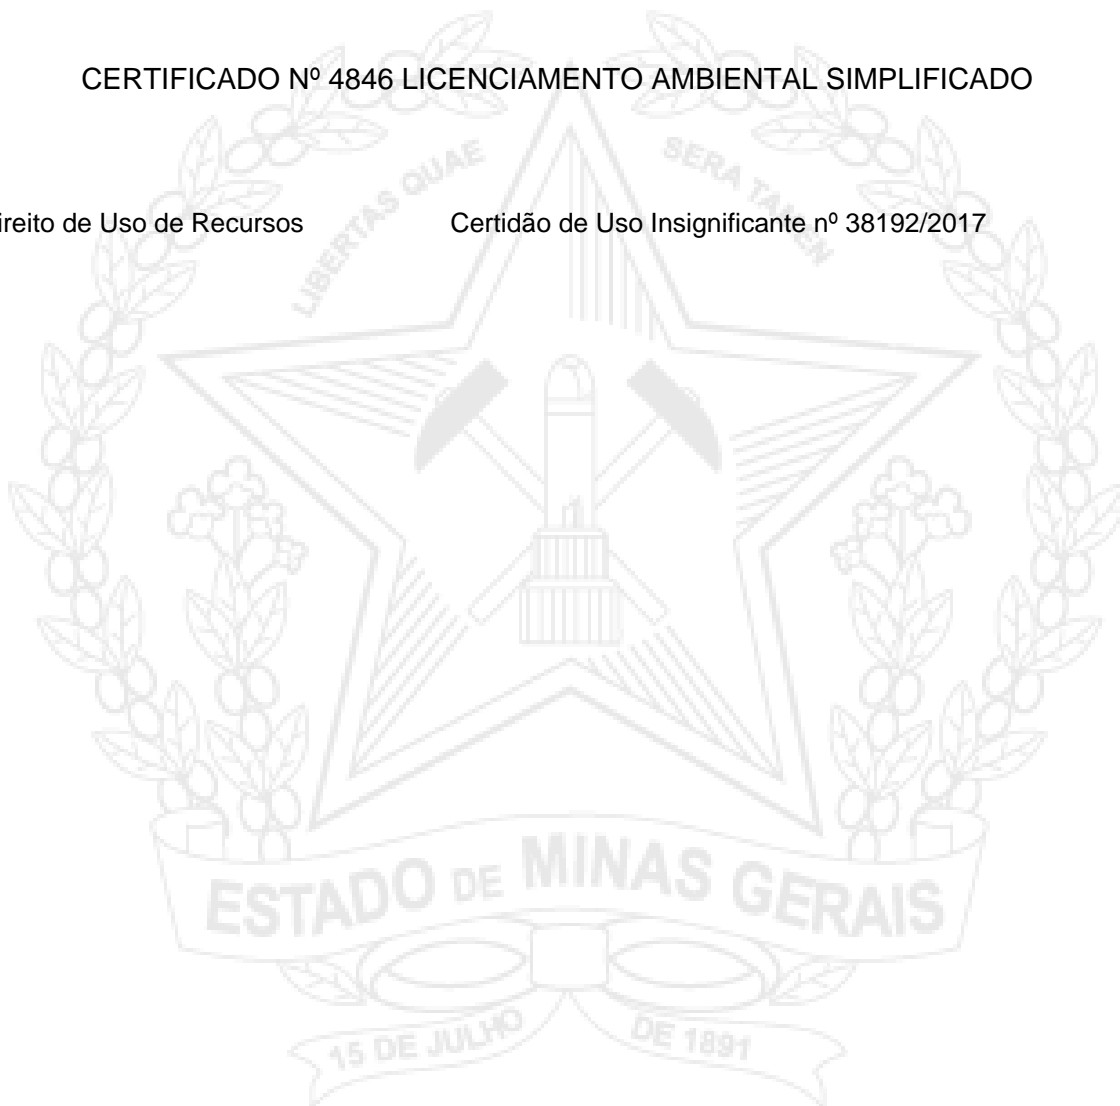 CERTIFICADO Nº 4846 LICENCIAMENTO AMBIENTAL SIMPLIFICADO
LIBERTAS QUAE SERA TAMEN
ireito de Uso de Recursos Certidão de Uso Insignificante nº 38192/2017
ESTADO DE MINAS GERAIS
15 DE JULHO DE 1891